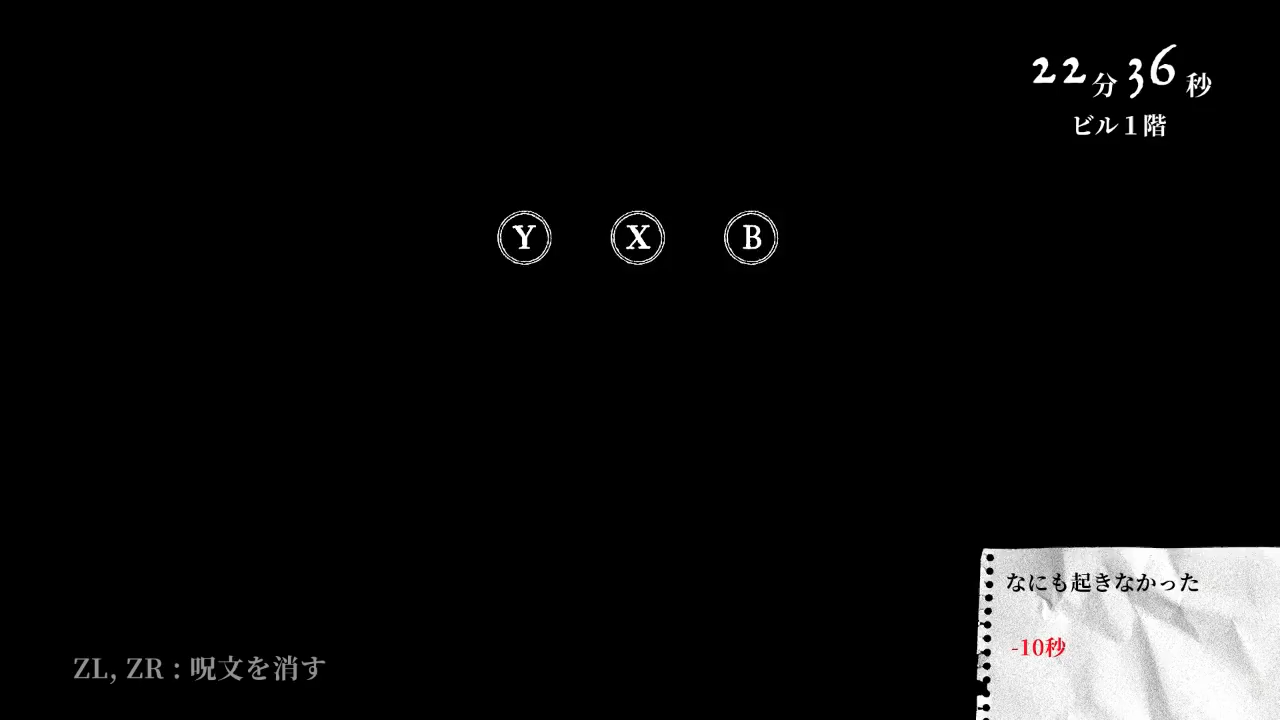 22分36秒
ビル1階
Y X B
なにも起きなかった
-10秒
ZL, ZR : 呪文を消す